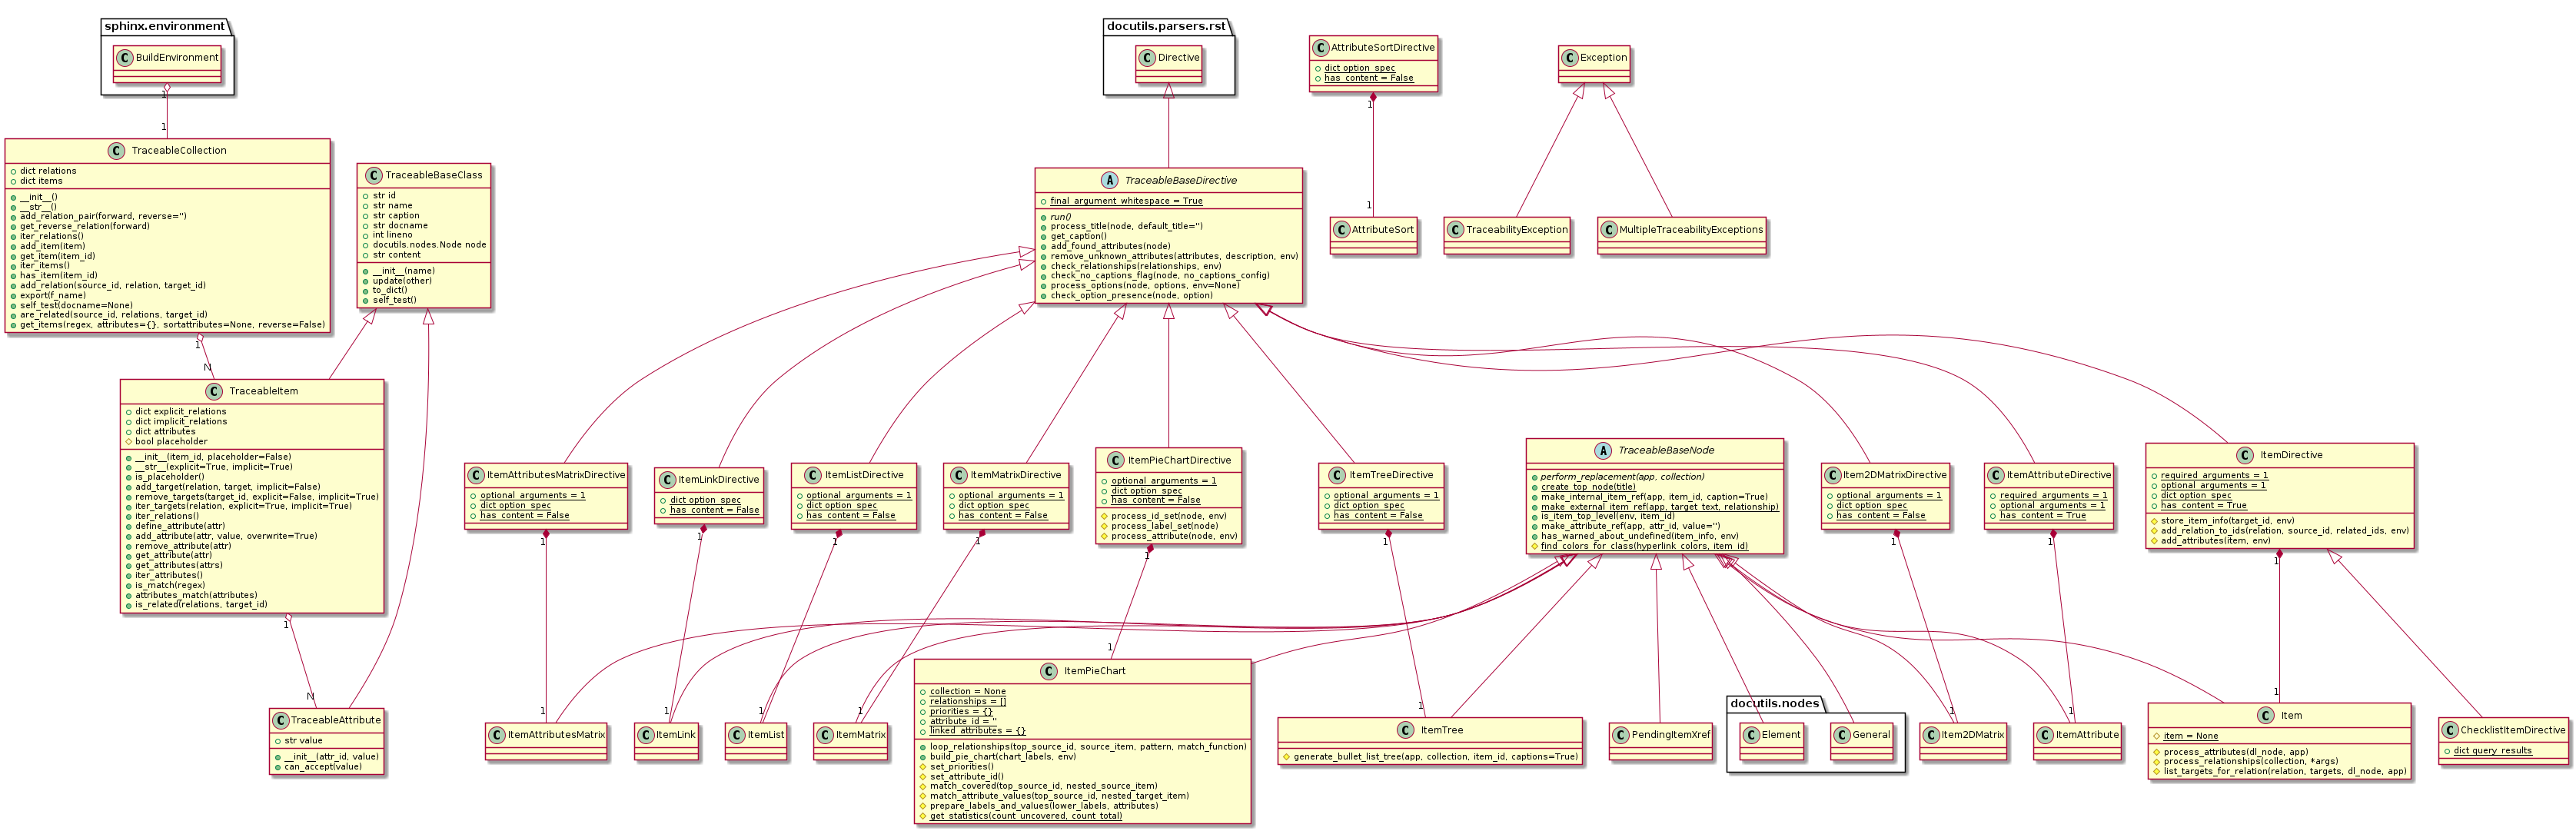 sphinx.environment
C BuildEnvironment
1
1
C TraceableCollection
dict relations
dict items
__init__()
__str__()
add_relation_pair(forward, reverse='')
get_reverse_relation(forward)
iter_relations()
add_item(item)
get_item(item_id)
iter_items()
has_item(item_id)
add_relation(source_id, relation, target_id)
export(f_name)
self_test(docname=None)
are_related(source_id, relations, target_id)
get_items(regex, attributes={}, sortattributes=None, reverse=False)
1
N
C TraceableBaseClass
str id
str name
str caption
str docname
int lineno
docutils.nodes.Node node
str content
__init__(name)
update(other)
to_dict()
self_test()
C TraceableItem
dict explicit_relations
dict implicit_relations
dict attributes
bool placeholder
__init__(item_id, placeholder=False)
__str__(explicit=True, implicit=True)
is_placeholder()
add_target(relation, target, implicit=False)
remove_targets(target_id, explicit=False, implicit=True)
iter_targets(relation, explicit=True, implicit=True)
iter_relations()
define_attribute(attr)
add_attribute(attr, value, overwrite=True)
remove_attribute(attr)
get_attribute(attr)
get_attributes(attrs)
iter_attributes()
is_match(regex)
attributes_match(attributes)
is_related(relations, target_id)
1
N
C TraceableAttribute
str value
__init__(attr_id, value)
can_accept(value)
docutils.parsers.rst
C Directive
A TraceableBaseDirective
final_argument_whitespace = True
run()
process_title(node, default_title='')
get_caption()
add_found_attributes(node)
remove_unknown_attributes(attributes, description, env)
check_relationships(relationships, env)
check_no_captions_flag(node, no_captions_config)
process_options(node, options, env=None)
check_option_presence(node, option)
C AttributeSortDirective
dict option_spec
has_content = False
1
1
C AttributeSort
C Exception
C TraceabilityException
C MultipleTraceabilityExceptions
C ItemAttributesMatrixDirective
optional_arguments = 1
dict option_spec
has_content = False
1
C ItemLinkDirective
dict option_spec
has_content = False
1
C ItemListDirective
optional_arguments = 1
dict option_spec
has_content = False
1
C ItemMatrixDirective
optional_arguments = 1
dict option_spec
has_content = False
1
C ItemPieChartDirective
optional_arguments = 1
dict option_spec
has_content = False
process_id_set(node, env)
process_label_set(node)
process_attribute(node, env)
1
C ItemTreeDirective
optional_arguments = 1
dict option_spec
has_content = False
1
A TraceableBaseNode
perform_replacement(app, collection)
create_top_node(title)
make_internal_item_ref(app, item_id, caption=True)
make_external_item_ref(app, target_text, relationship)
is_item_top_level(env, item_id)
make_attribute_ref(app, attr_id, value='')
has_warned_about_undefined(item_info, env)
find_colors_for_class(hyperlink_colors, item_id)
C Item2DMatrixDirective
optional_arguments = 1
dict option_spec
has_content = False
1
C ItemAttributeDirective
required_arguments = 1
optional_arguments = 1
has_content = True
1
C ItemDirective
required_arguments = 1
optional_arguments = 1
dict option_spec
has_content = True
store_item_info(target_id, env)
add_relation_to_ids(relation, source_id, related_ids, env)
add_attributes(item, env)
1
1
C ItemAttributesMatrix
1
C ItemLink
1
C ItemList
1
C ItemMatrix
1
C ItemPieChart
collection = None
relationships = []
priorities = {}
attribute_id = ''
linked_attributes = {}
loop_relationships(top_source_id, source_item, pattern, match_function)
build_pie_chart(chart_labels, env)
set_priorities()
set_attribute_id()
match_covered(top_source_id, nested_source_item)
match_attribute_values(top_source_id, nested_target_item)
prepare_labels_and_values(lower_labels, attributes)
get_statistics(count_uncovered, count_total)
1
C ItemTree
generate_bullet_list_tree(app, collection, item_id, captions=True)
C PendingItemXref
docutils.nodes
C Element
C General
1
C Item2DMatrix
1
C ItemAttribute
1
C Item
item = None
process_attributes(dl_node, app)
process_relationships(collection, *args)
list_targets_for_relation(relation, targets, dl_node, app)
C ChecklistItemDirective
dict query_results